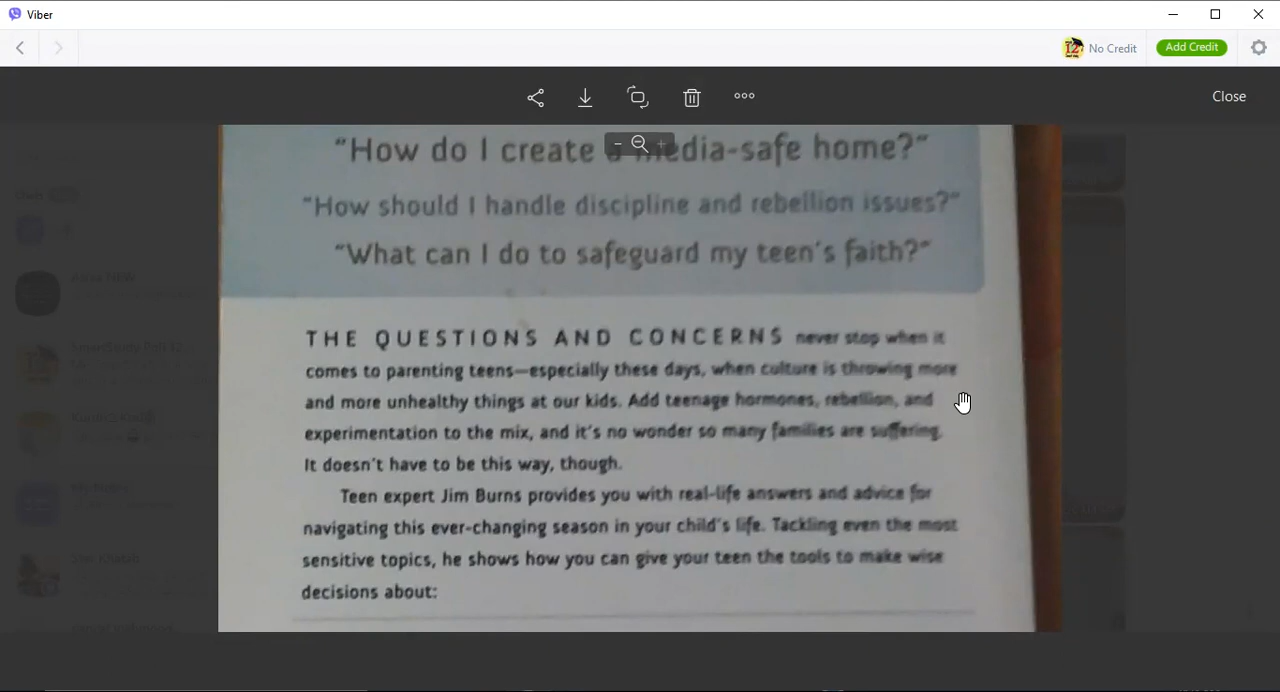 Viber
No Credit
Add Credit
Close
"How do I create a media-safe home?"
"How should I handle discipline and rebellion issues?"
"What can I do to safeguard my teen's faith?"
THE QUESTIONS AND CONCERNS never stop when it
comes to parenting teens—especially these days, when culture is throwing more
and more unhealthy things at our kids. Add teenage hormones, rebellion, and
experimentation to the mix, and it's no wonder so many families are suffering.
It doesn't have to be this way, though.
Teen expert Jim Burns provides you with real-life answers and advice for
navigating this ever-changing season in your child's life. Tackling even the most
sensitive topics, he shows how you can give your teen the tools to make wise
decisions about: